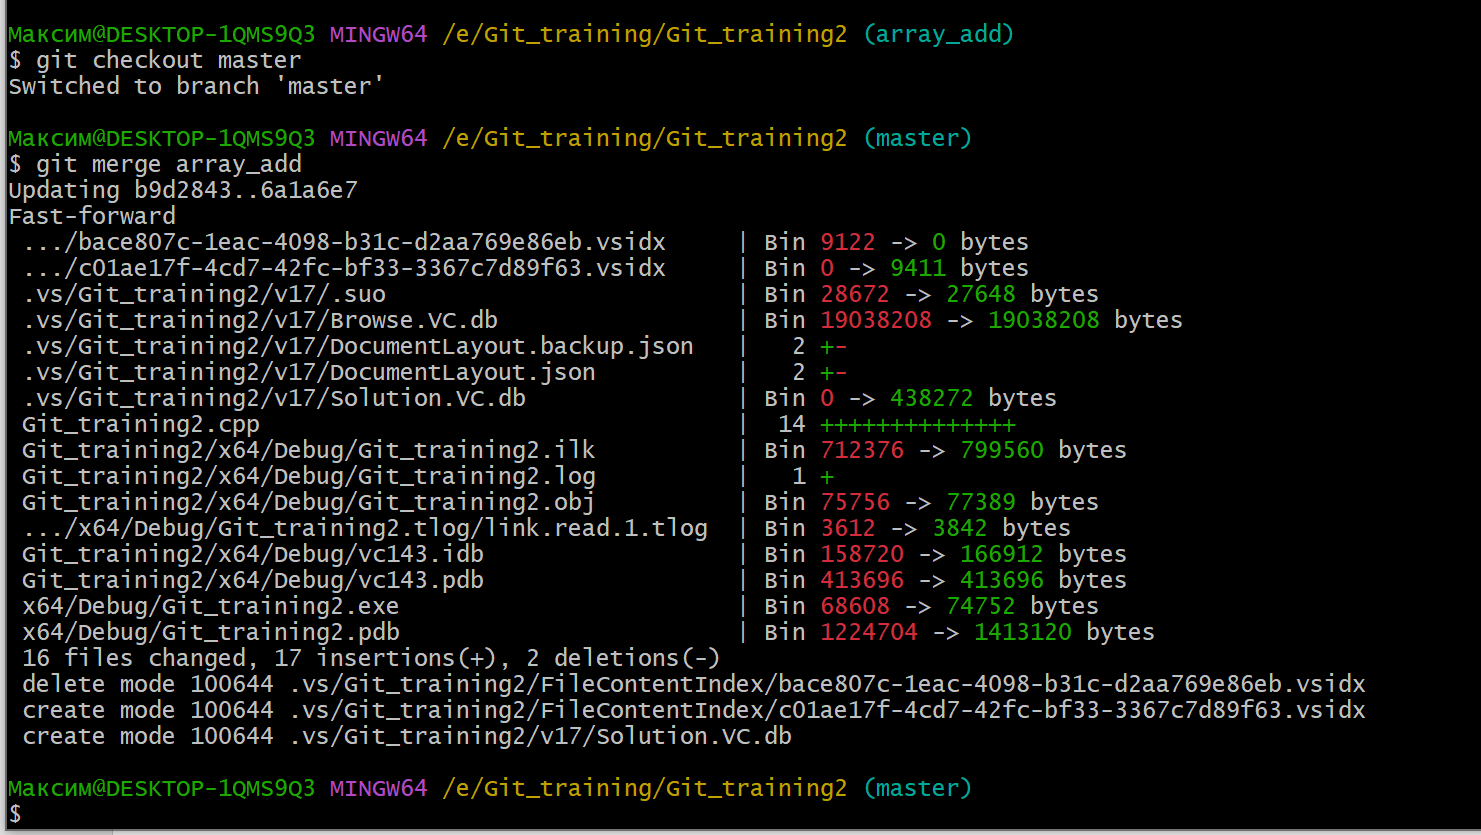 Максим@DESKTOP-1QMS9Q3 MINGW64 /e/Git_training/Git_training2 (array_add)
$ git checkout master
Switched to branch 'master'
Максим@DESKTOP-1QMS9Q3 MINGW64 /e/Git_training/Git_training2 (master)
$ git merge array_add
Updating b9d2843..6a1a6e7
Fast-forward
 .../bace807c-1eac-4098-b31c-d2aa769e86eb.vsidx | Bin 9122 -> 0 bytes
 .../c01ae17f-4cd7-42fc-bf33-3367c7d89f63.vsidx | Bin 0 -> 9411 bytes
 .vs/Git_training2/v17/.suo | Bin 28672 -> 27648 bytes
 .vs/Git_training2/v17/Browse.VC.db | Bin 19038208 -> 19038208 bytes
 .vs/Git_training2/v17/DocumentLayout.backup.json | 2 +-
 .vs/Git_training2/v17/DocumentLayout.json | 2 +-
 .vs/Git_training2/v17/Solution.VC.db | Bin 0 -> 438272 bytes
 Git_training2.cpp | 14 ++++++++++++++
 Git_training2/x64/Debug/Git_training2.ilk | Bin 712376 -> 799560 bytes
 Git_training2/x64/Debug/Git_training2.log | 1 +
 Git_training2/x64/Debug/Git_training2.obj | Bin 75756 -> 77389 bytes
 .../x64/Debug/Git_training2.tlog/link.read.1.tlog | Bin 3612 -> 3842 bytes
 Git_training2/x64/Debug/vc143.idb | Bin 158720 -> 166912 bytes
 Git_training2/x64/Debug/vc143.pdb | Bin 413696 -> 413696 bytes
 x64/Debug/Git_training2.exe | Bin 68608 -> 74752 bytes
 x64/Debug/Git_training2.pdb | Bin 1224704 -> 1413120 bytes
 16 files changed, 17 insertions(+), 2 deletions(-)
 delete mode 100644 .vs/Git_training2/FileContentIndex/bace807c-1eac-4098-b31c-d2aa769e86eb.vsidx
 create mode 100644 .vs/Git_training2/FileContentIndex/c01ae17f-4cd7-42fc-bf33-3367c7d89f63.vsidx
 create mode 100644 .vs/Git_training2/v17/Solution.VC.db
Максим@DESKTOP-1QMS9Q3 MINGW64 /e/Git_training/Git_training2 (master)
$